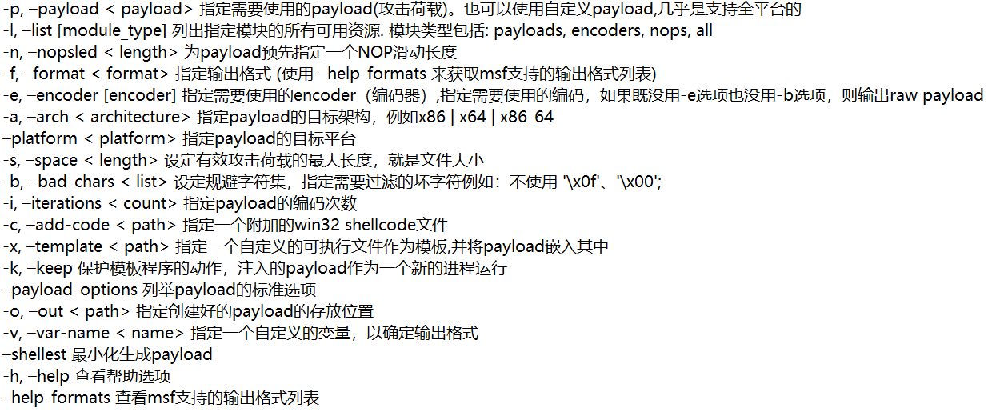 -p, –payload < payload> 指定需要使用的payload(攻击荷载)。也可以使用自定义payload,几乎是支持全平台的
-l, –list [module_type] 列出指定模块的所有可用资源. 模块类型包括: payloads, encoders, nops, all
-n, –nopsled < length> 为payload预先指定一个NOP滑动长度
-f, –format < format> 指定输出格式 (使用 –help-formats 来获取msf支持的输出格式列表)
-e, –encoder [encoder] 指定需要使用的encoder（编码器）,指定需要使用的编码，如果既没用-e选项也没用-b选项，则输出raw payload
-a, –arch < architecture> 指定payload的目标架构，例如x86 | x64 | x86_64
–platform < platform> 指定payload的目标平台
-s, –space < length> 设定有效攻击荷载的最大长度，就是文件大小
-b, –bad-chars < list> 设定规避字符集，指定需要过滤的坏字符例如：不使用 '\x0f'、'\x00';
-i, –iterations < count> 指定payload的编码次数
-c, –add-code < path> 指定一个附加的win32 shellcode文件
-x, –template < path> 指定一个自定义的可执行文件作为模板,并将payload嵌入其中
-k, –keep 保护模板程序的动作，注入的payload作为一个新的进程运行
–payload-options 列举payload的标准选项
-o, –out < path> 指定创建好的payload的存放位置
-v, –var-name < name> 指定一个自定义的变量，以确定输出格式
–shellest 最小化生成payload
-h, –help 查看帮助选项
–help-formats 查看msf支持的输出格式列表